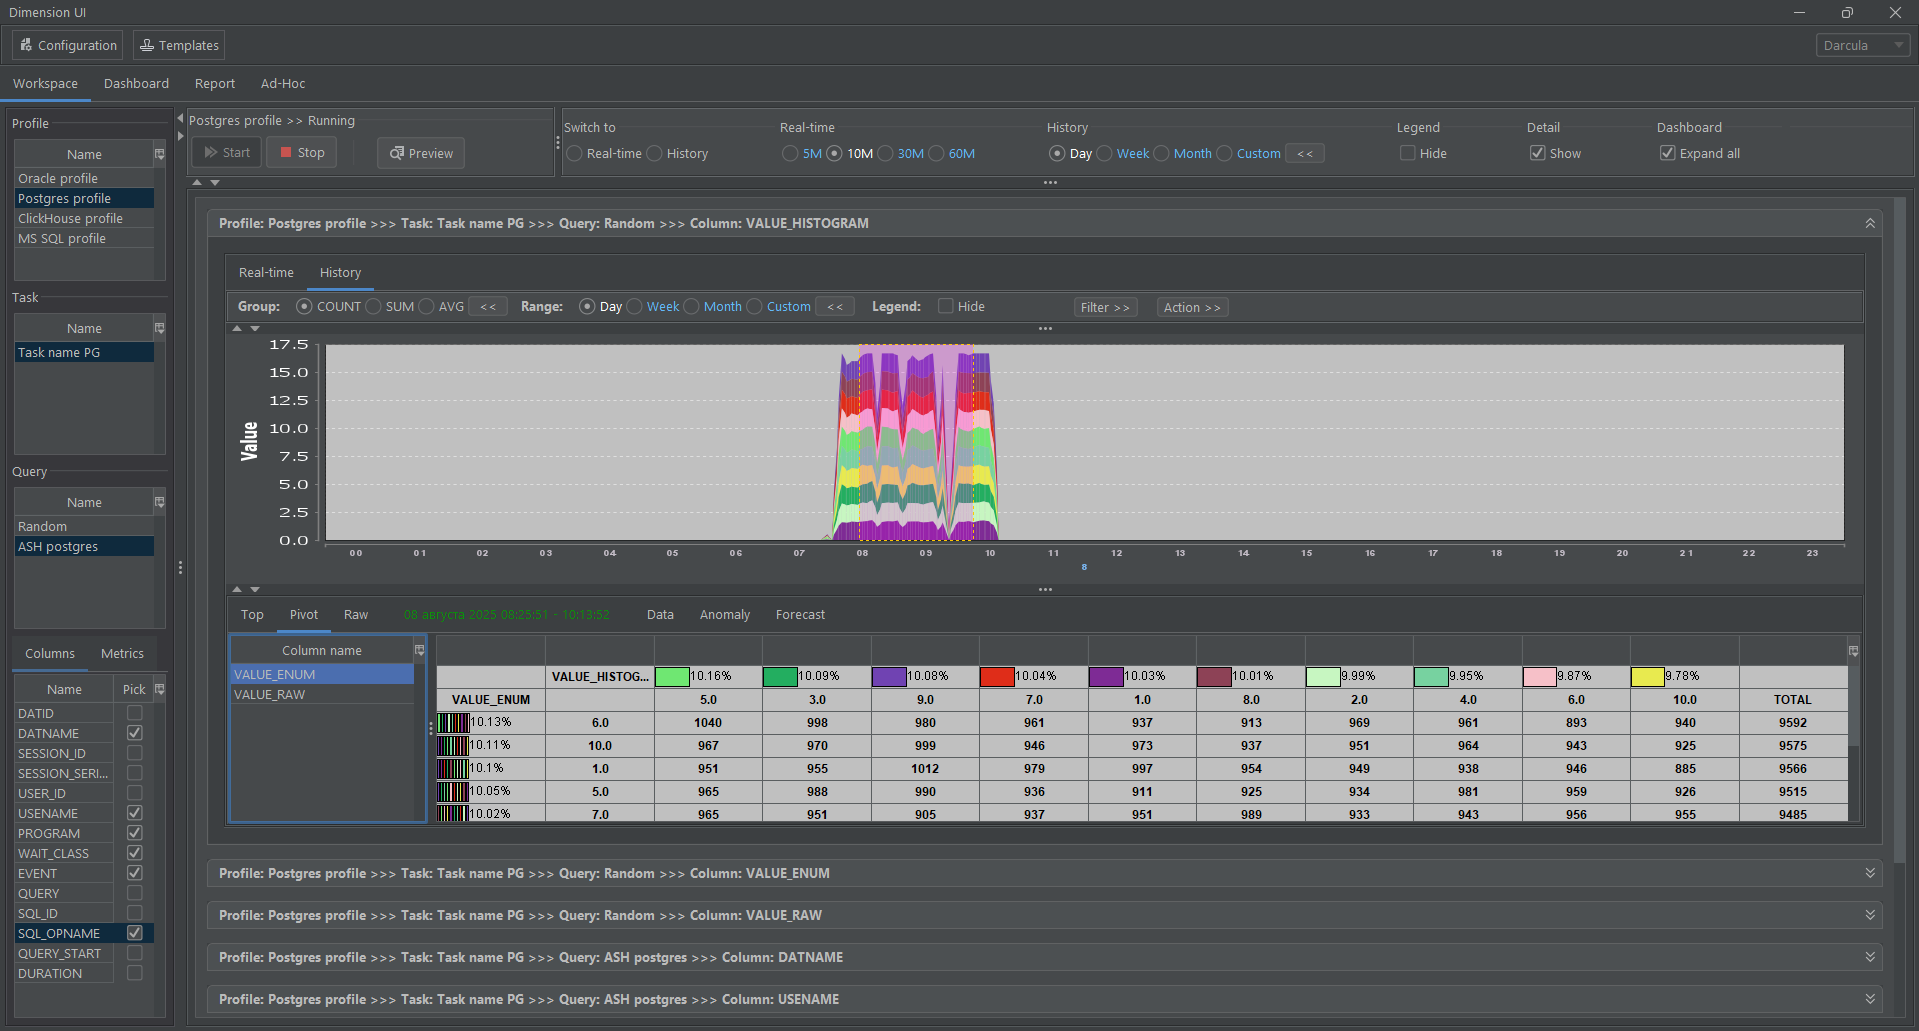 Dimension UI
Configuration Templates Darcula
Workspace Dashboard Report Ad-Hoc
Profile
Name
Oracle profile
Postgres profile
ClickHouse profile
MS SQL profile
Task
Name
Task name PG
Query
Name
Random
ASH postgres
Columns Metrics
Name Pick
DATID
DATNAME
SESSION_ID
SESSION_SERI...
USER_ID
USENAME
PROGRAM
WAIT_CLASS
EVENT
QUERY
SQL_ID
SQL_OPNAME
QUERY_START
DURATION
Postgres profile >> Running
Start Stop Preview
Switch to Real-time History Legend Detail Dashboard
Real-time History 5M 10M 30M 60M Day Week Month Custom << Hide Show Expand all
Profile: Postgres profile >>> Task: Task name PG >>> Query: Random >>> Column: VALUE_HISTOGRAM
Real-time History
Group: COUNT SUM AVG << Range: Day Week Month Custom << Legend: Hide Filter >> Action >>
Value
17.5
15.0
12.5
10.0
7.5
5.0
2.5
0.0
00 01 02 03 04 05 06 07 08 09 10 11 12 13 14 15 16 17 18 19 20 21 22 23
8
Top Pivot Raw 08 августа 2025 08:25:51 - 10:13:52 Data Anomaly Forecast
Column name
VALUE_ENUM
VALUE_RAW
VALUE_HISTOG... 10.16% 10.09% 10.08% 10.04% 10.03% 10.01% 9.99% 9.95% 9.87% 9.78%
VALUE_ENUM 5.0 3.0 9.0 7.0 1.0 8.0 2.0 4.0 6.0 10.0 TOTAL
10.13% 6.0 1040 998 980 961 937 913 969 961 893 940 9592
10.11% 10.0 967 970 999 946 973 937 951 964 943 925 9575
10.1% 1.0 951 955 1012 979 997 954 949 938 946 885 9566
10.05% 5.0 965 988 990 936 911 925 934 981 959 926 9515
10.02% 7.0 965 951 905 937 951 989 933 943 956 955 9485
Profile: Postgres profile >>> Task: Task name PG >>> Query: Random >>> Column: VALUE_ENUM
Profile: Postgres profile >>> Task: Task name PG >>> Query: Random >>> Column: VALUE_RAW
Profile: Postgres profile >>> Task: Task name PG >>> Query: ASH postgres >>> Column: DATNAME
Profile: Postgres profile >>> Task: Task name PG >>> Query: ASH postgres >>> Column: USENAME